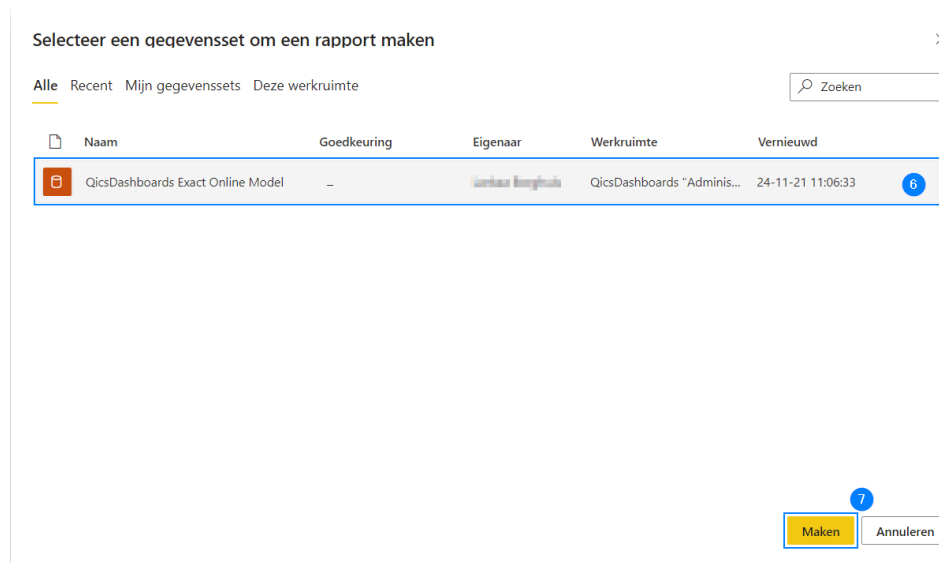 Selecteer een gegevensset om een rapport maken
Alle Recent Mijn gegevenssets Deze werkruimte Zoeken
Naam Goedkeuring Eigenaar Werkruimte Vernieuwd
QicsDashboards Exact Online Model – QicsDashboards "Adminis... 24-11-21 11:06:33 6
7
Maken Annuleren